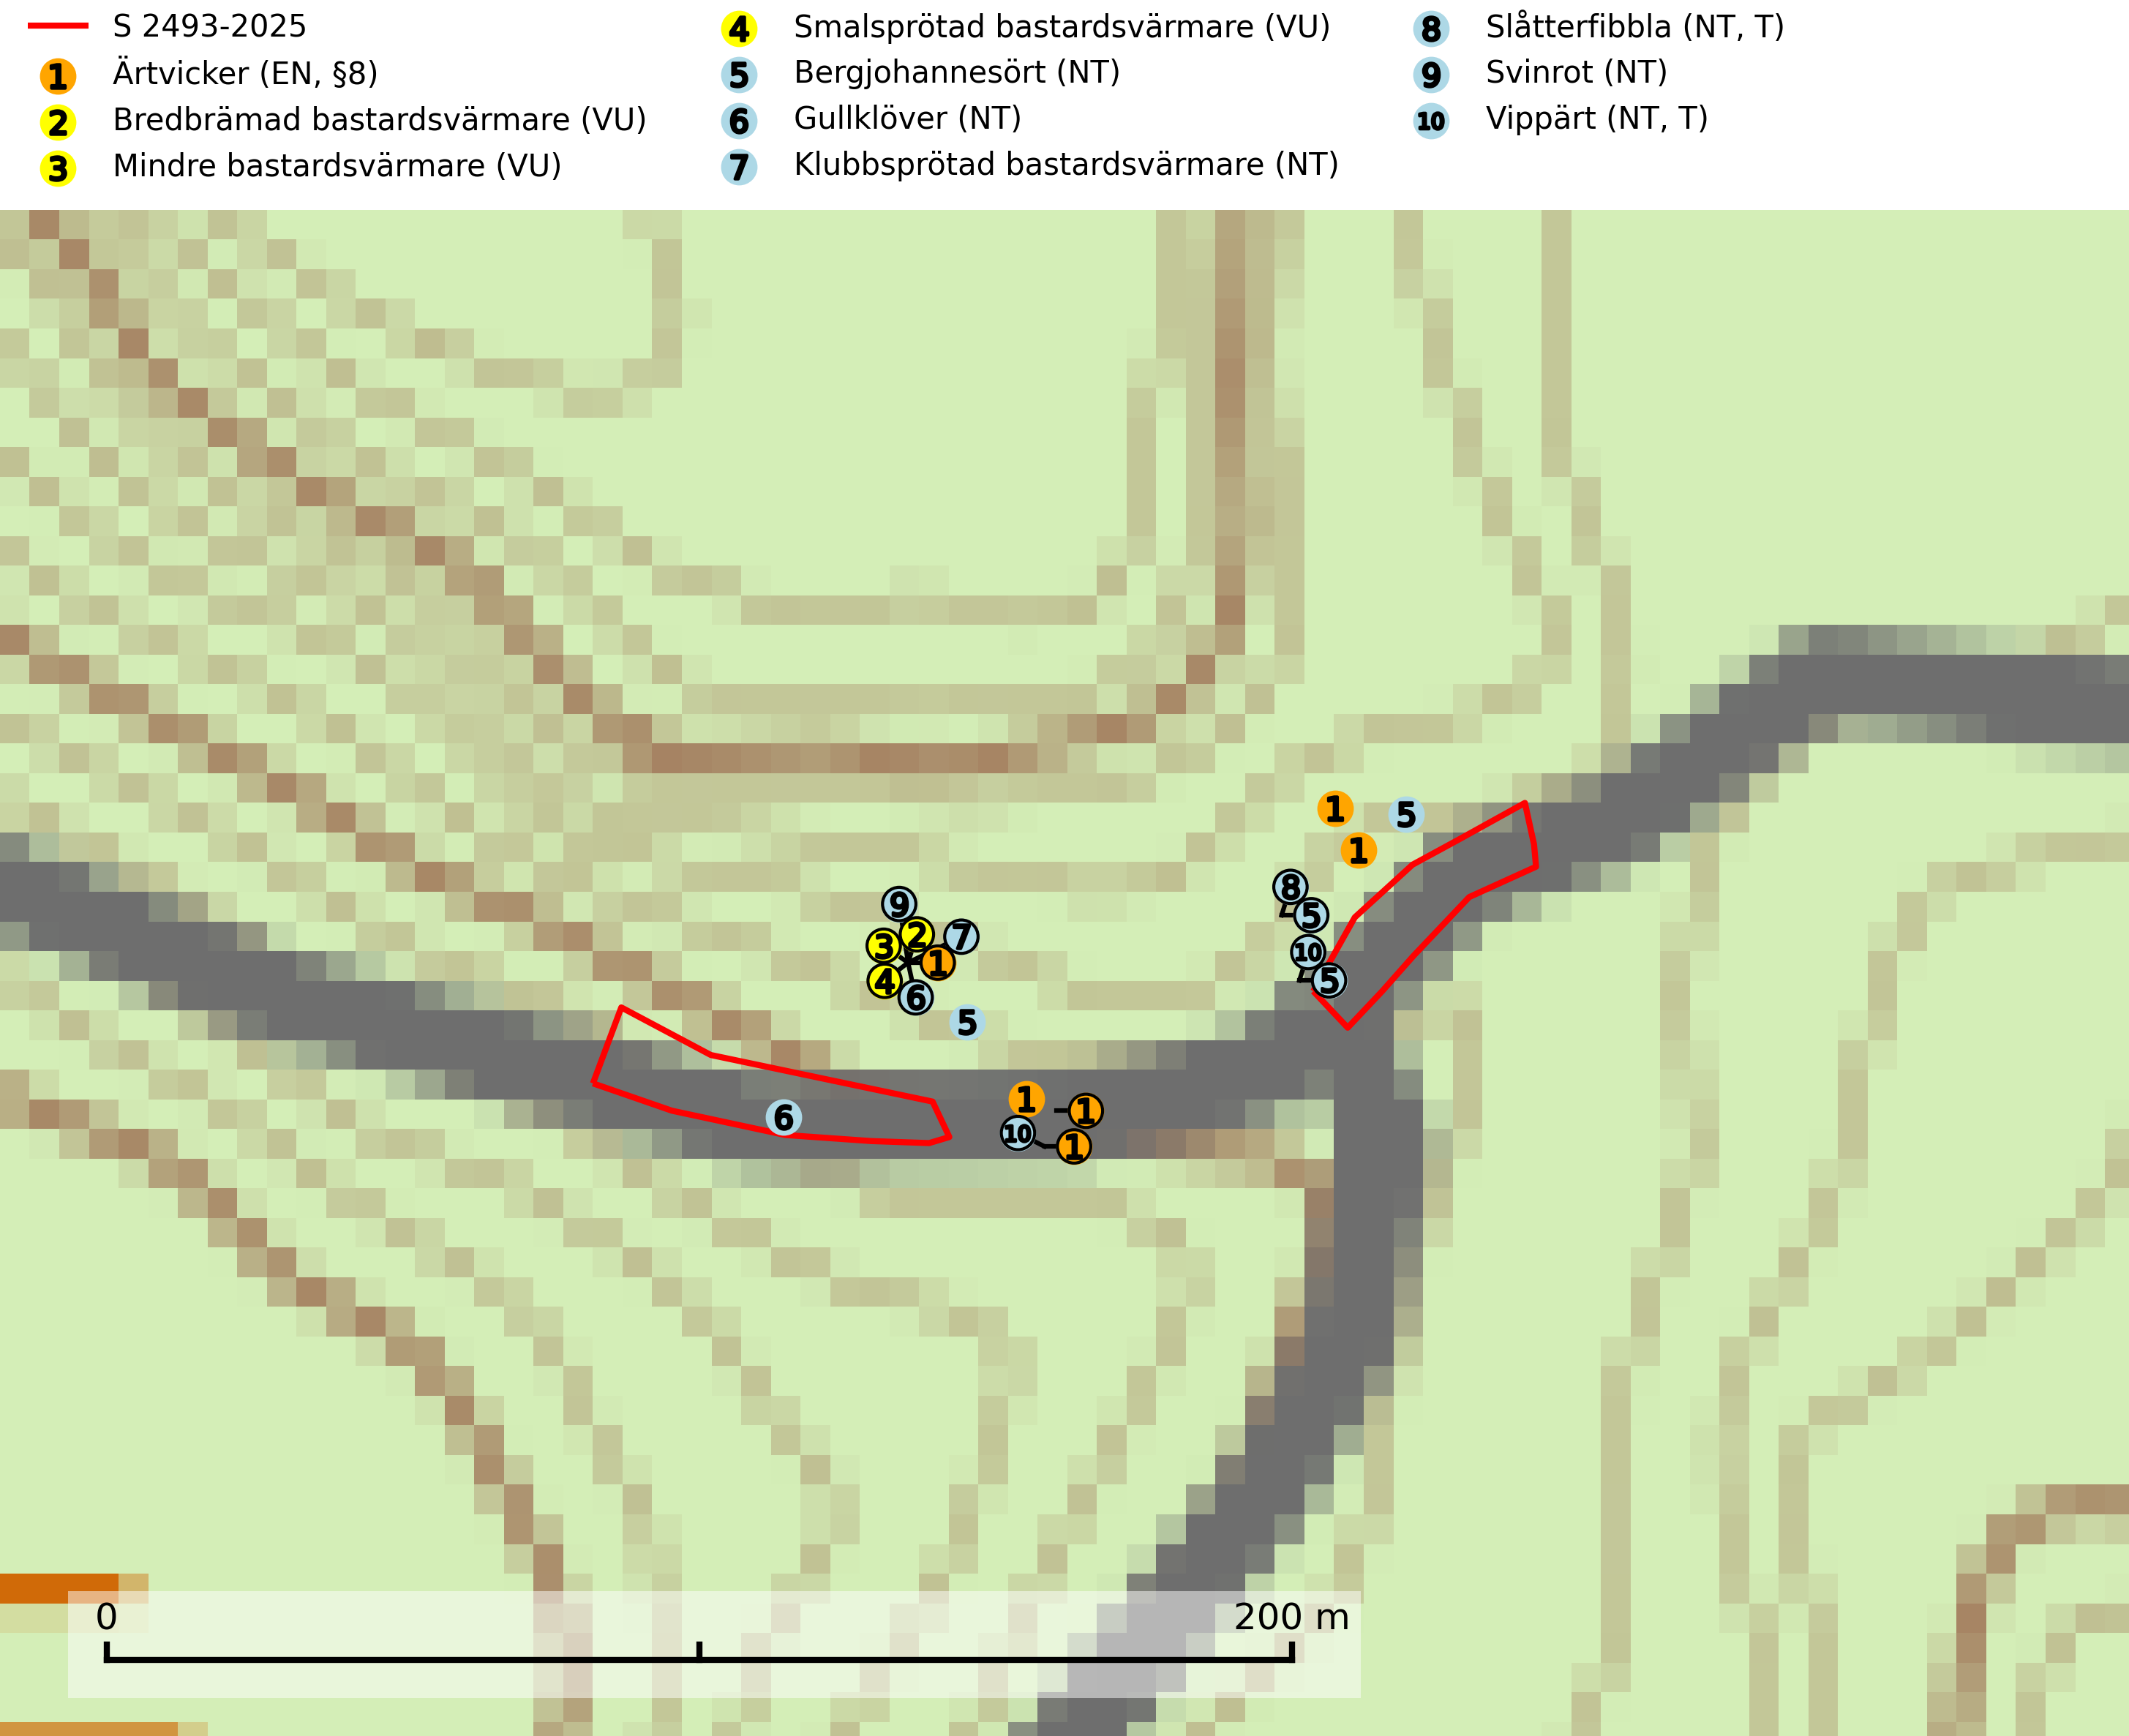 S 2493-2025
1 Ärtvicker (EN, §8)
2 Bredbrämad bastardsvärmare (VU)
3 Mindre bastardsvärmare (VU)
4 Smalsprötad bastardsvärmare (VU)
5 Bergjohannesört (NT)
6 Gullklöver (NT)
7 Klubbsprötad bastardsvärmare (NT)
8 Slåtterfibbla (NT, T)
9 Svinrot (NT)
10 Vippärt (NT, T)
1
5
1
8
5
9
2
7
3
1
10
4
5
6
5
1
1
6
10
1
0
200 m